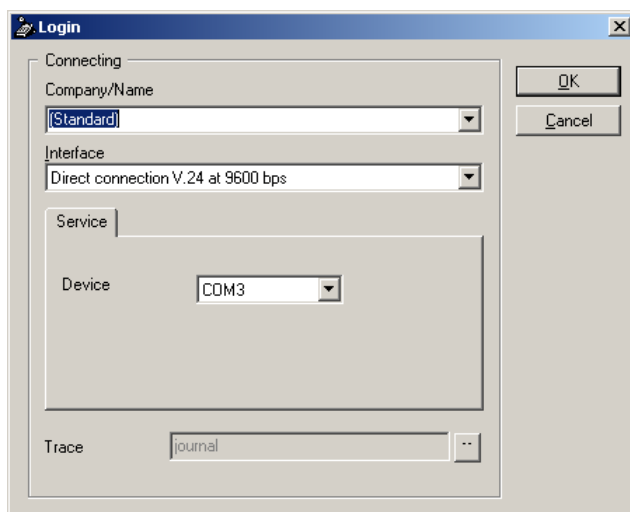 Login
Connecting
Company/Name
(Standard)
Interface
Direct connection V.24 at 9600 bps
Service
Device
COM3
Trace
journal
..
OK
Cancel